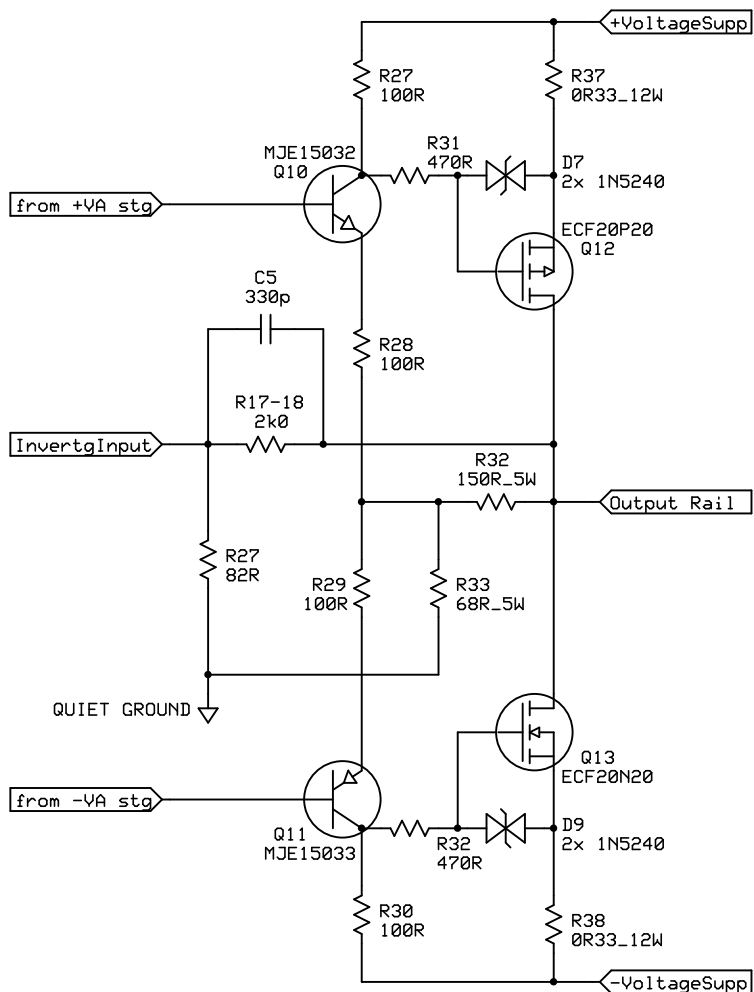 +VoltageSupp
R27
100R
R37
0R33_12W
MJE15032
Q10
R31
470R
D7
2x 1N5240
from +VA stg
ECF20P20
Q12
C5
330p
R28
100R
R17-18
2k0
InvertgInput
R32
150R_5W
Output Rail
R27
82R
R29
100R
R33
68R_5W
QUIET GROUND
Q13
ECF20N20
from -VA stg
Q11
MJE15033
R32
470R
D9
2x 1N5240
R30
100R
R38
0R33_12W
-VoltageSupp